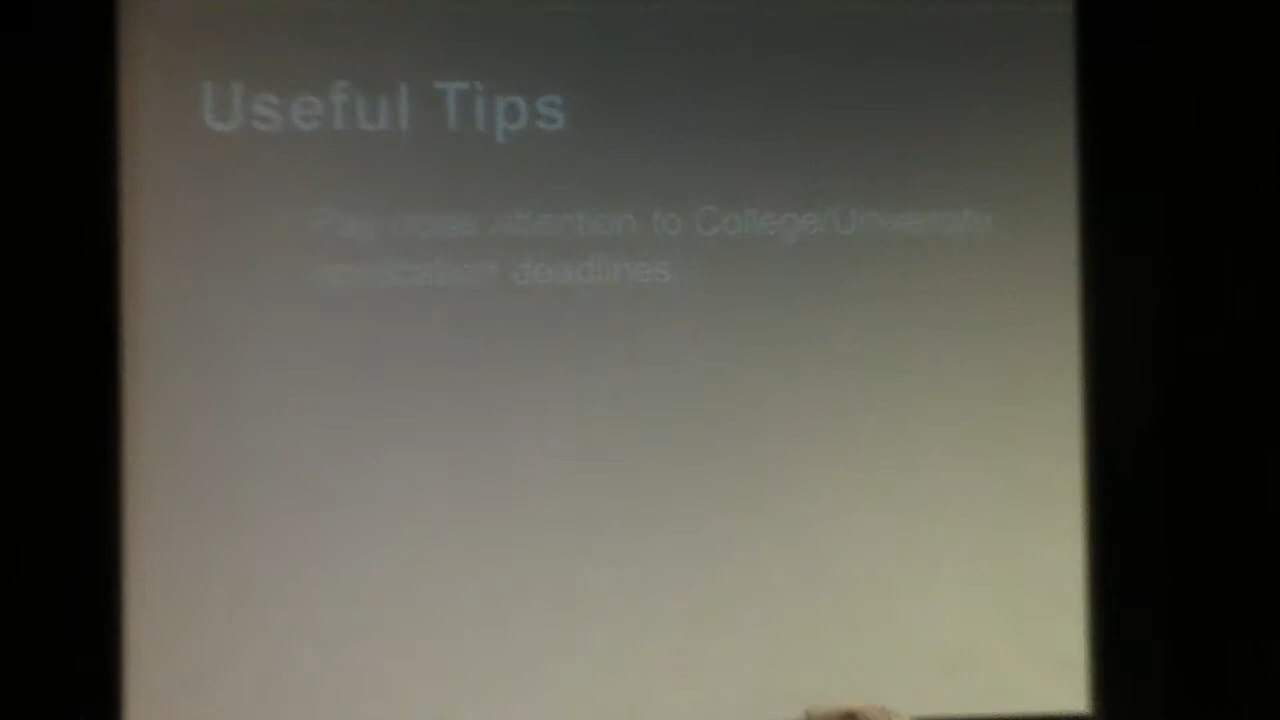 Useful Tips
Pay close attention to College/University
application deadlines